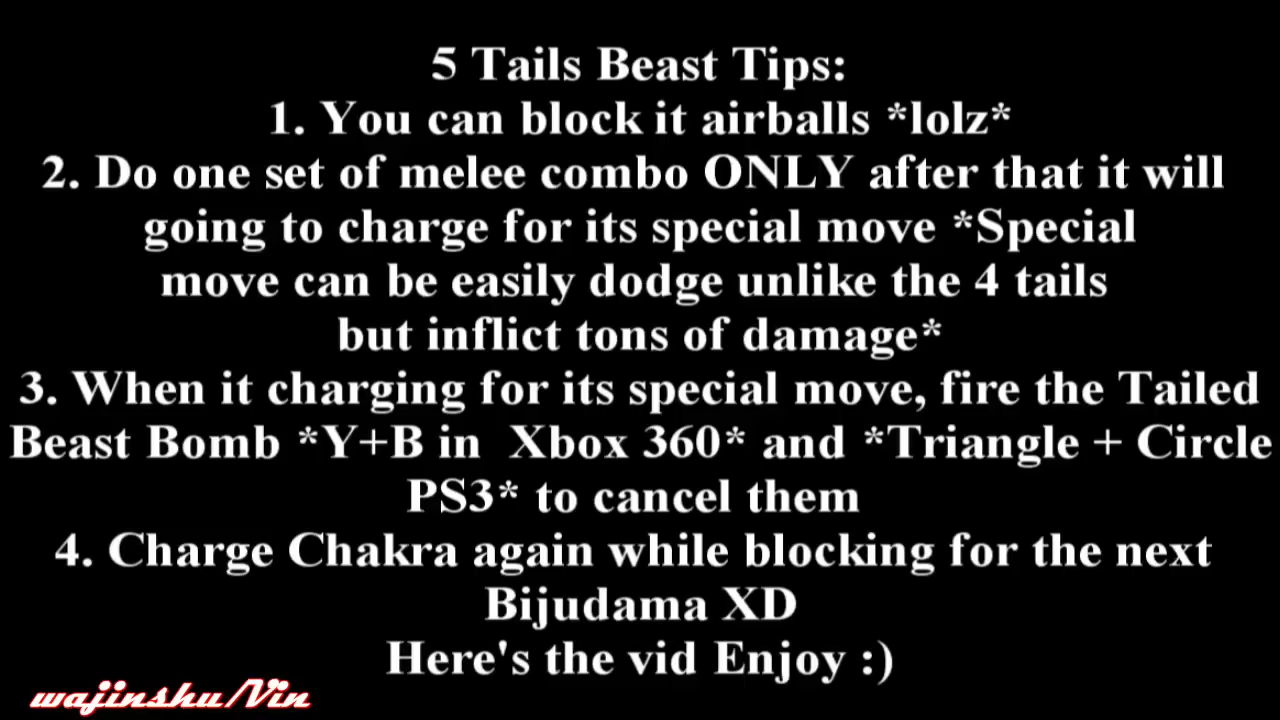 5 Tails Beast Tips:
1. You can block it airballs *lolz*
2. Do one set of melee combo ONLY after that it will
going to charge for its special move *Special
move can be easily dodge unlike the 4 tails
but inflict tons of damage*
3. When it charging for its special move, fire the Tailed
Beast Bomb *Y+B in  Xbox 360* and *Triangle + Circle
PS3* to cancel them
4. Charge Chakra again while blocking for the next
Bijudama XD
Here's the vid Enjoy :)
wajinshu/Vin